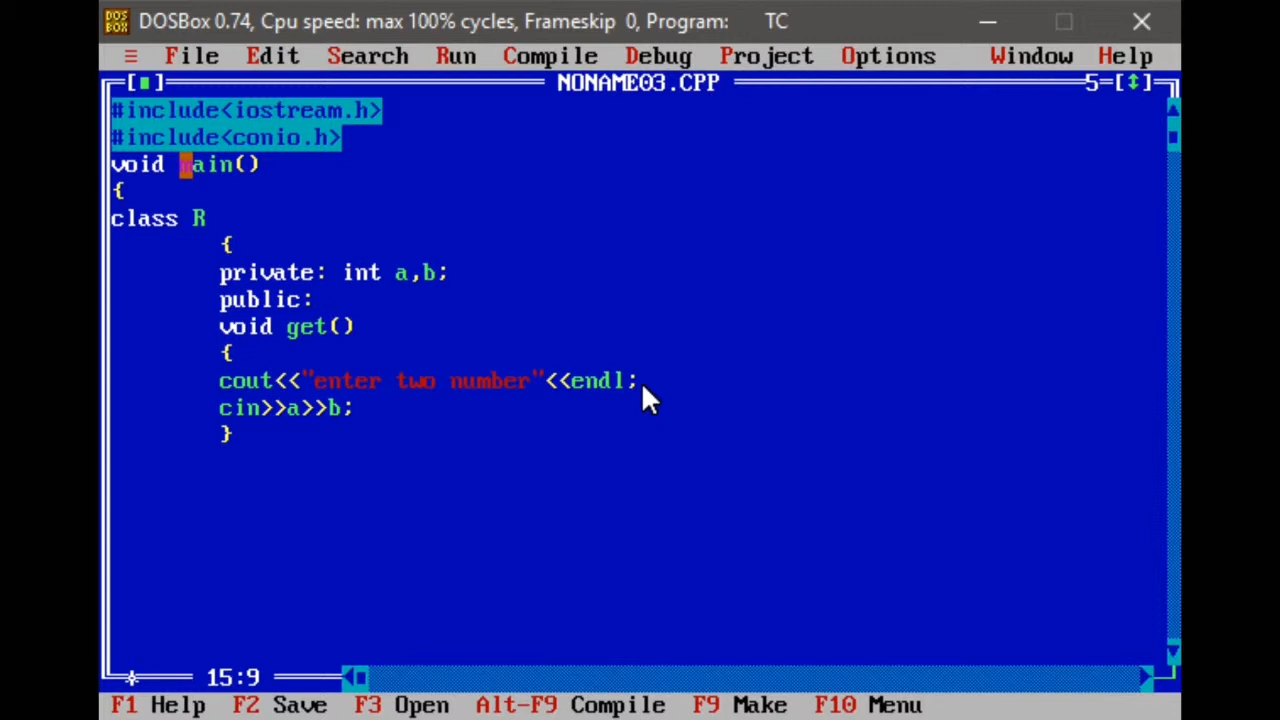 DOSBox 0.74, Cpu speed: max 100% cycles, Frameskip 0, Program: TC
≡ File Edit Search Run Compile Debug Project Options Window Help
[■] NONAME03.CPP 5=[↕]
#include<iostream.h>
#include<conio.h>
void main()
{
class R
{
private: int a,b;
public:
void get()
{
cout<<"enter two number"<<endl;
cin>>a>>b;
}
15:9
F1 Help F2 Save F3 Open Alt-F9 Compile F9 Make F10 Menu